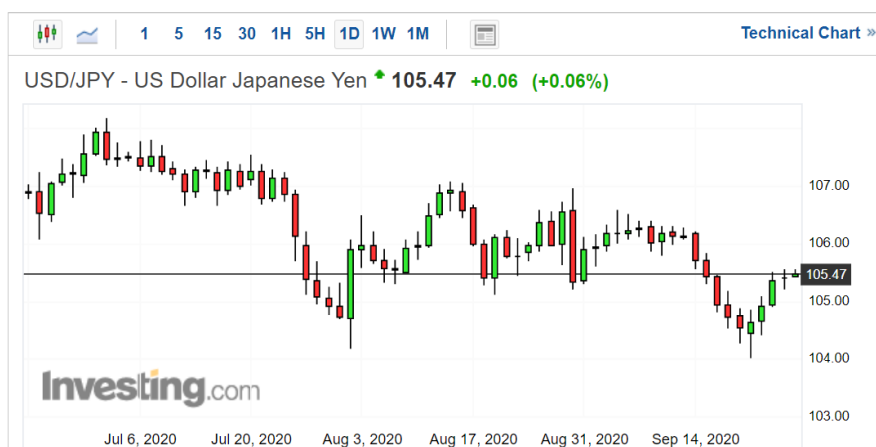 1 5 15 30 1H 5H 1D 1W 1M Technical Chart »
USD/JPY - US Dollar Japanese Yen 105.47 +0.06 (+0.06%)
107.00
106.00
105.47
105.00
104.00
103.00
Investing.com
Jul 6, 2020 Jul 20, 2020 Aug 3, 2020 Aug 17, 2020 Aug 31, 2020 Sep 14, 2020